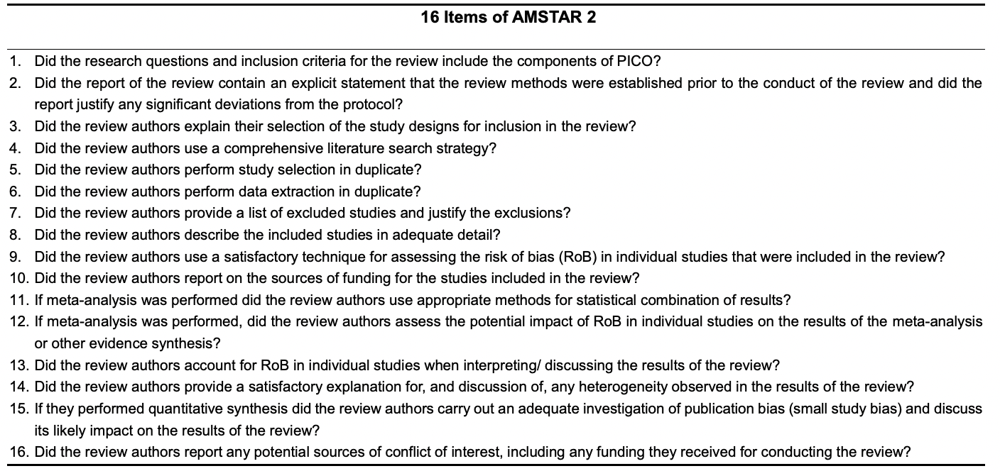 16 Items of AMSTAR 2
1. Did the research questions and inclusion criteria for the review include the components of PICO?
2. Did the report of the review contain an explicit statement that the review methods were established prior to the conduct of the review and did the
report justify any significant deviations from the protocol?
3. Did the review authors explain their selection of the study designs for inclusion in the review?
4. Did the review authors use a comprehensive literature search strategy?
5. Did the review authors perform study selection in duplicate?
6. Did the review authors perform data extraction in duplicate?
7. Did the review authors provide a list of excluded studies and justify the exclusions?
8. Did the review authors describe the included studies in adequate detail?
9. Did the review authors use a satisfactory technique for assessing the risk of bias (RoB) in individual studies that were included in the review?
10. Did the review authors report on the sources of funding for the studies included in the review?
11. If meta-analysis was performed did the review authors use appropriate methods for statistical combination of results?
12. If meta-analysis was performed, did the review authors assess the potential impact of RoB in individual studies on the results of the meta-analysis
or other evidence synthesis?
13. Did the review authors account for RoB in individual studies when interpreting/ discussing the results of the review?
14. Did the review authors provide a satisfactory explanation for, and discussion of, any heterogeneity observed in the results of the review?
15. If they performed quantitative synthesis did the review authors carry out an adequate investigation of publication bias (small study bias) and discuss
its likely impact on the results of the review?
16. Did the review authors report any potential sources of conflict of interest, including any funding they received for conducting the review?